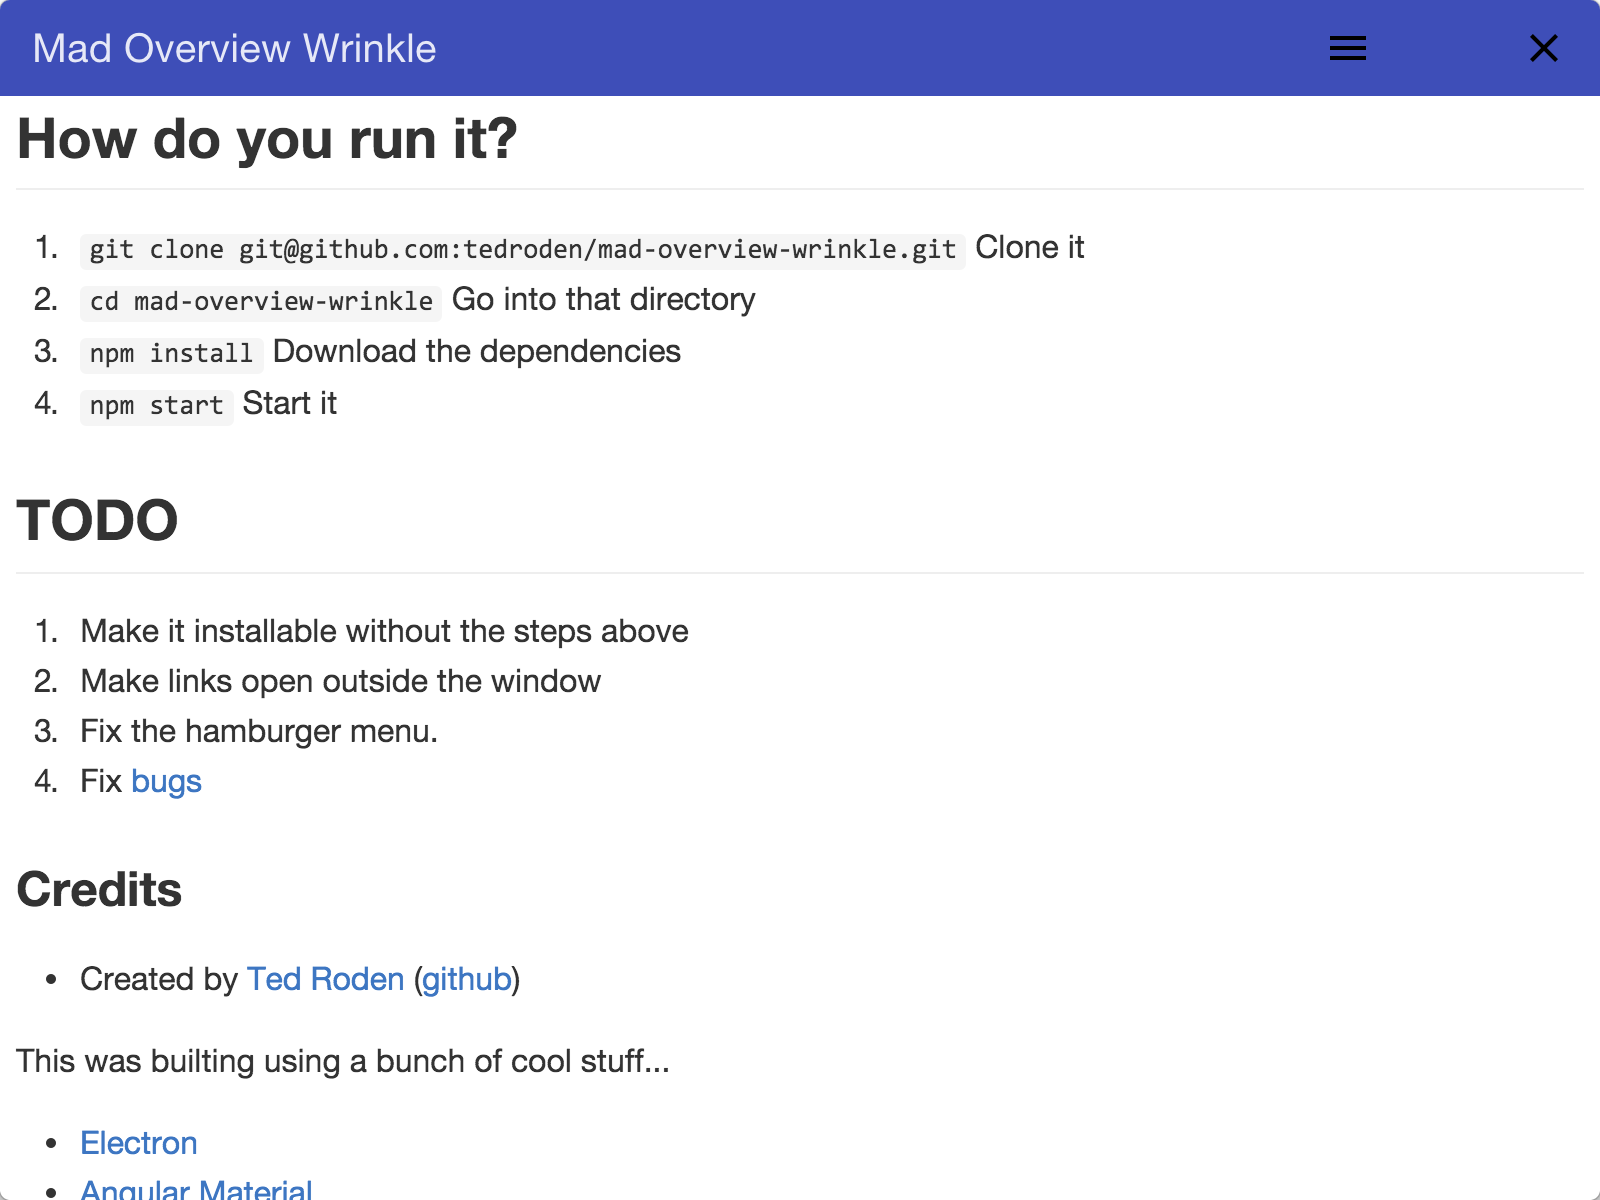 Mad Overview Wrinkle
How do you run it?
1. git clone git@github.com:tedroden/mad-overview-wrinkle.git Clone it
2. cd mad-overview-wrinkle Go into that directory
3. npm install Download the dependencies
4. npm start Start it
TODO
1. Make it installable without the steps above
2. Make links open outside the window
3. Fix the hamburger menu.
4. Fix bugs
Credits
• Created by Ted Roden (github)
This was builting using a bunch of cool stuff...
• Electron
• Angular Material